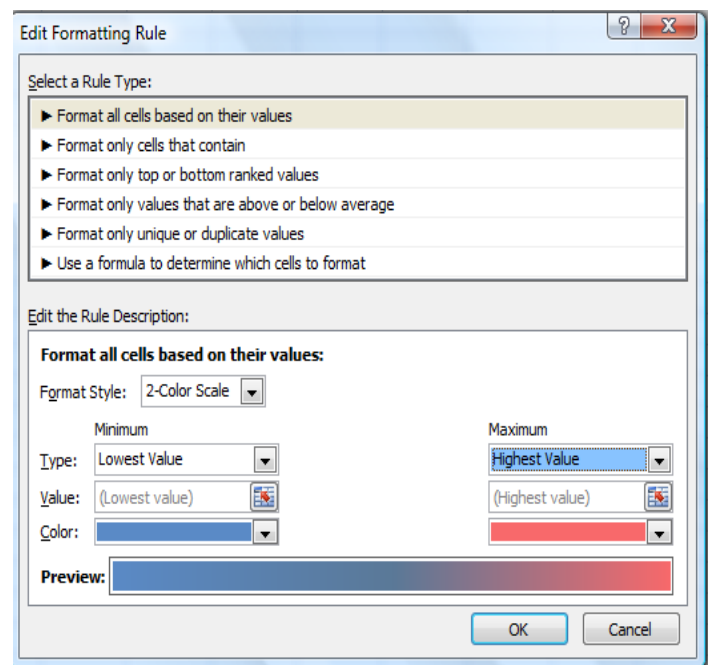 Edit Formatting Rule
Select a Rule Type:
► Format all cells based on their values
► Format only cells that contain
► Format only top or bottom ranked values
► Format only values that are above or below average
► Format only unique or duplicate values
► Use a formula to determine which cells to format
Edit the Rule Description:
Format all cells based on their values:
Format Style: 2-Color Scale
Minimum Maximum
Type: Lowest Value Highest Value
Value: (Lowest value) (Highest value)
Color:
Preview:
OK Cancel